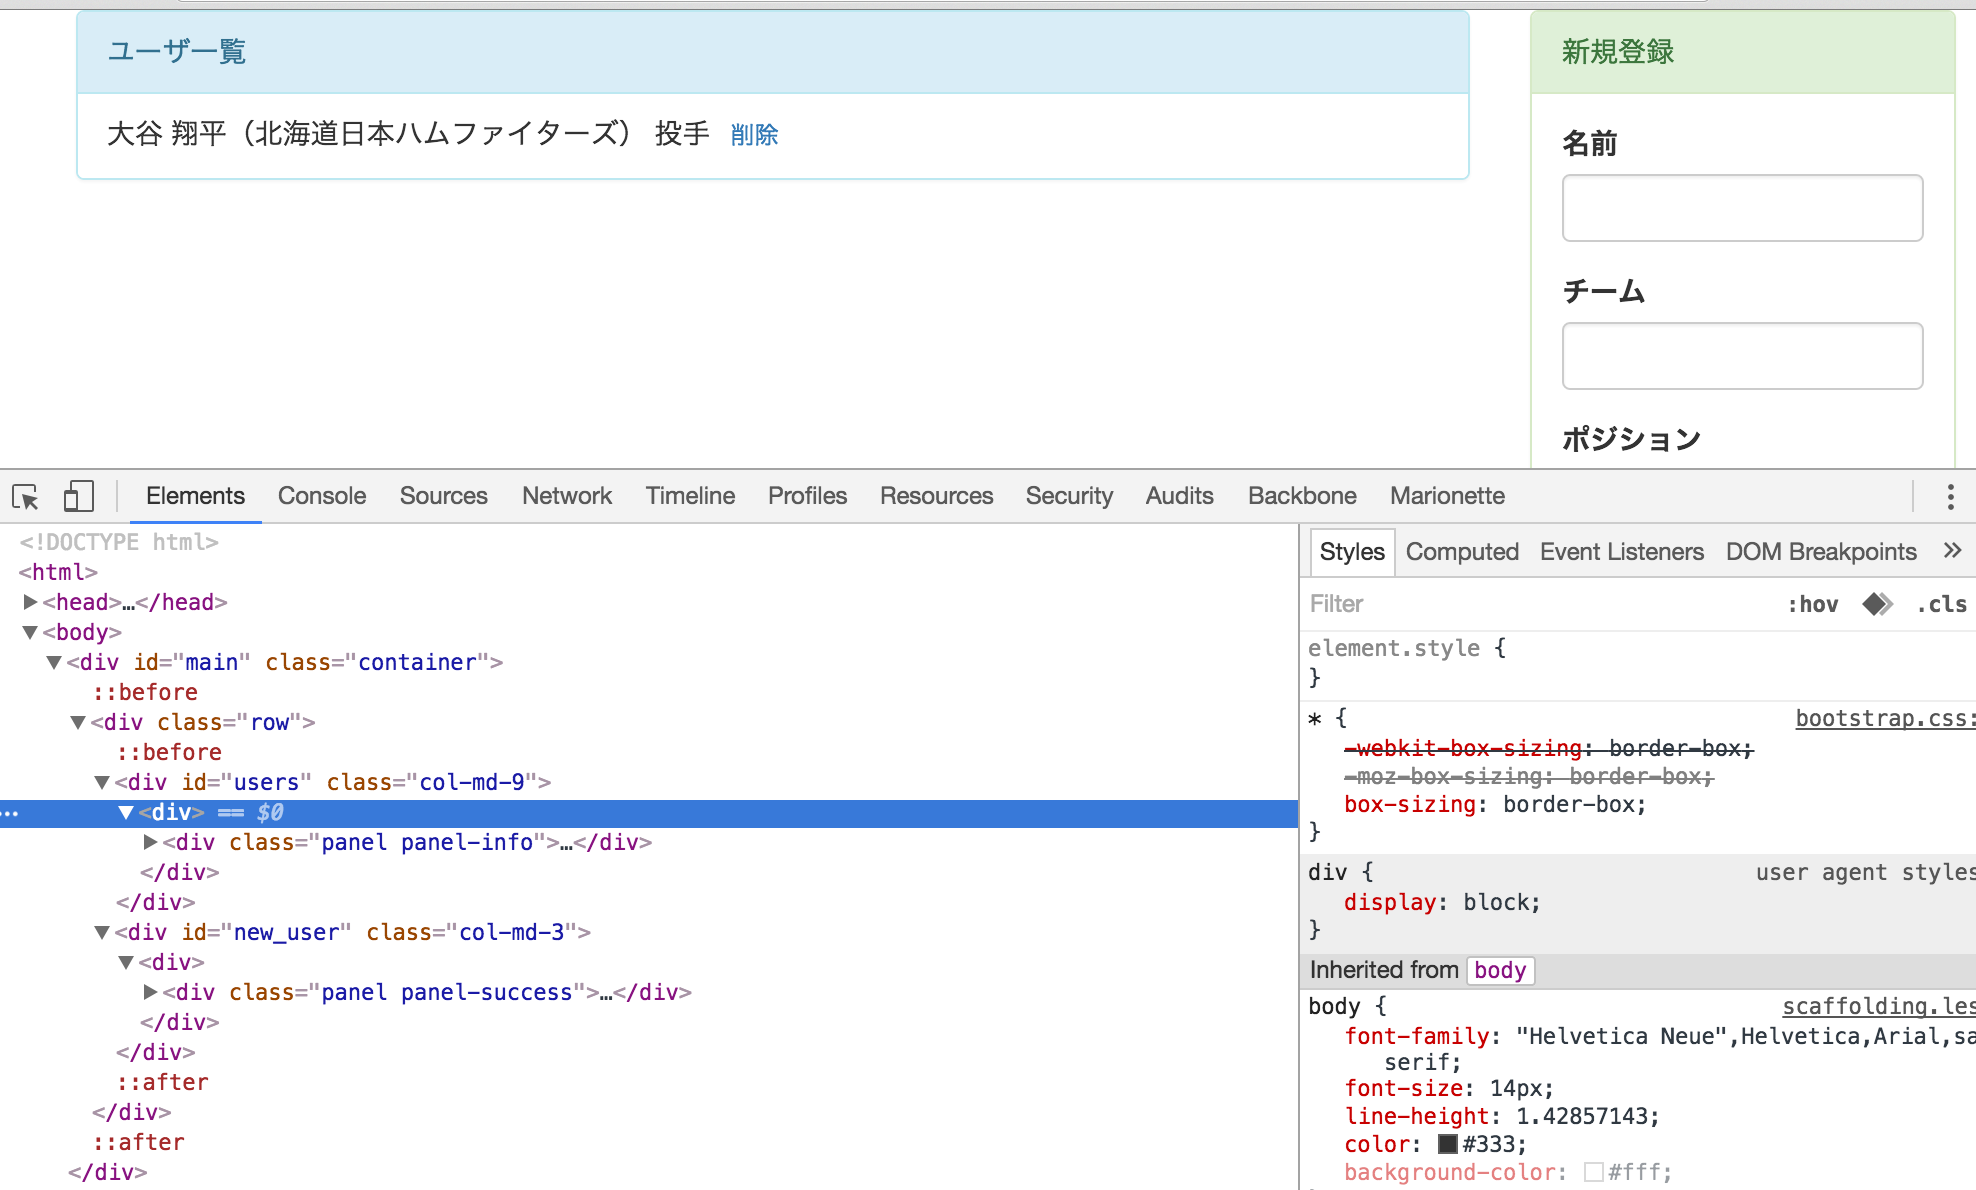 ユーザ一覧
大谷 翔平（北海道日本ハムファイターズ） 投手 削除
新規登録
名前
チーム
ポジション
Elements Console Sources Network Timeline Profiles Resources Security Audits Backbone Marionette
<!DOCTYPE html>
<html>
▶<head>…</head>
▼<body>
▼<div id="main" class="container">
::before
▼<div class="row">
::before
▼<div id="users" class="col-md-9">
… ▼<div> == $0
▶<div class="panel panel-info">…</div>
</div>
</div>
▼<div id="new_user" class="col-md-3">
▼<div>
▶<div class="panel panel-success">…</div>
</div>
</div>
::after
</div>
::after
</div>
Styles Computed Event Listeners DOM Breakpoints »
Filter :hov .cls
element.style {
}
* { bootstrap.css:
-webkit-box-sizing: border-box;
-moz-box-sizing: border-box;
box-sizing: border-box;
}
div { user agent styles
display: block;
}
Inherited from body
body { scaffolding.les
font-family: "Helvetica Neue",Helvetica,Arial,sa
serif;
font-size: 14px;
line-height: 1.42857143;
color: #333;
background-color: #fff;